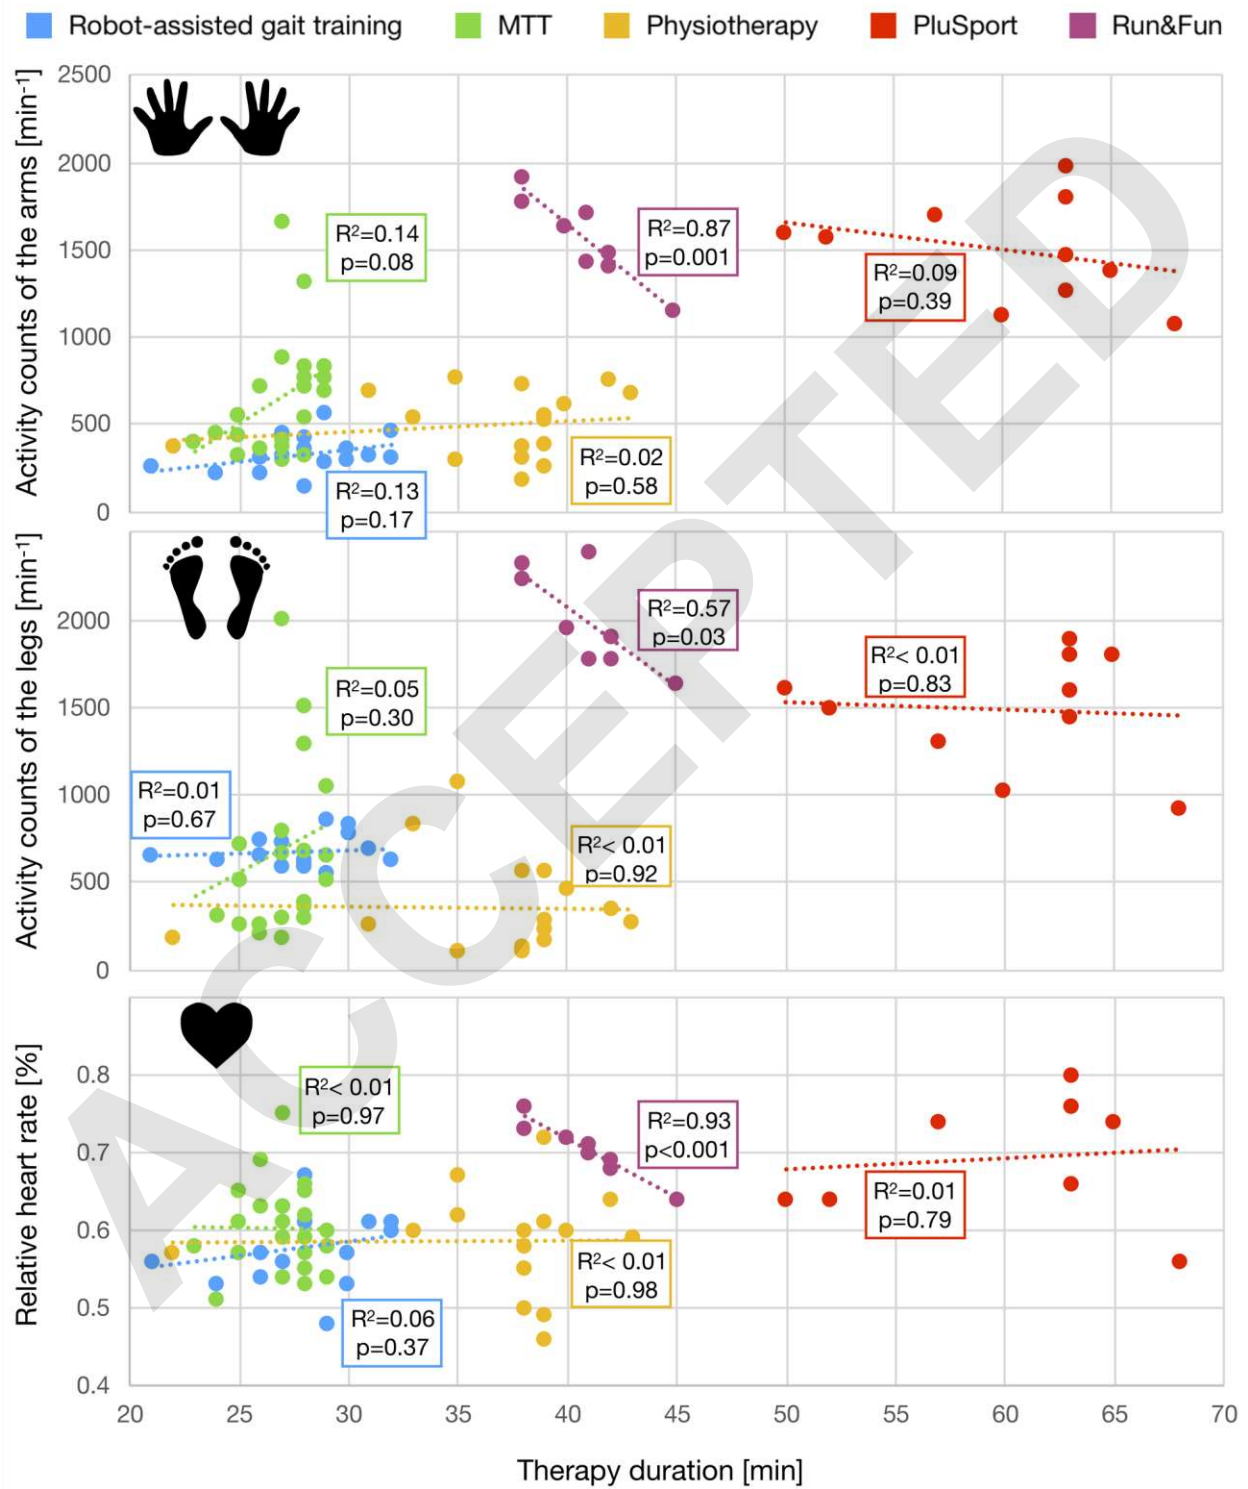 Robot-assisted gait training MTT Physiotherapy PluSport Run&Fun
Activity counts of the arms [min⁻¹]
2500
2000
1500
1000
500
0
R²=0.14
p=0.08
R²=0.87
p=0.001
R²=0.09
p=0.39
R²=0.02
p=0.58
R²=0.13
p=0.17
Activity counts of the legs [min⁻¹]
2000
1500
1000
500
0
R²=0.57
p=0.03
R²< 0.01
p=0.83
R²=0.05
p=0.30
R²=0.01
p=0.67
R²< 0.01
p=0.92
Relative heart rate [%]
0.8
0.7
0.6
0.5
0.4
R²< 0.01
p=0.97
R²=0.93
p<0.001
R²=0.01
p=0.79
R²< 0.01
p=0.98
R²=0.06
p=0.37
20 25 30 35 40 45 50 55 60 65 70
Therapy duration [min]
ACCEPTED